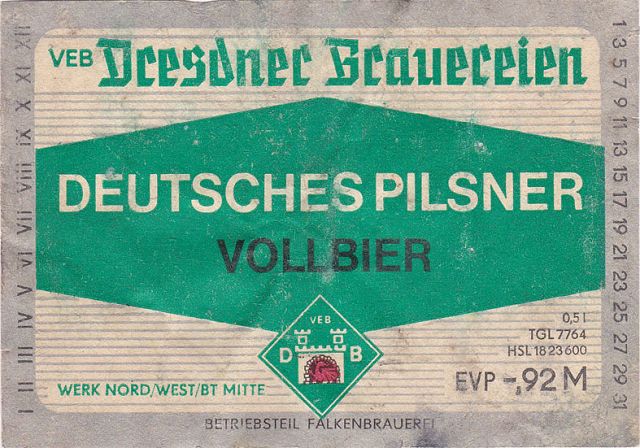 VEB Dresdner Brauereien
DEUTSCHES PILSNER
VOLLBIER
VEB
D B
0,5 l
TGL 7764
HSL 1823600
EVP -,92 M
WERK NORD/WEST/BT MITTE
BETRIEBSTEIL FALKENBRAUEREI
I II III IV V VI VII VIII IX X XI XII
1 3 5 7 9 11 13 15 17 19 21 23 25 27 29 31